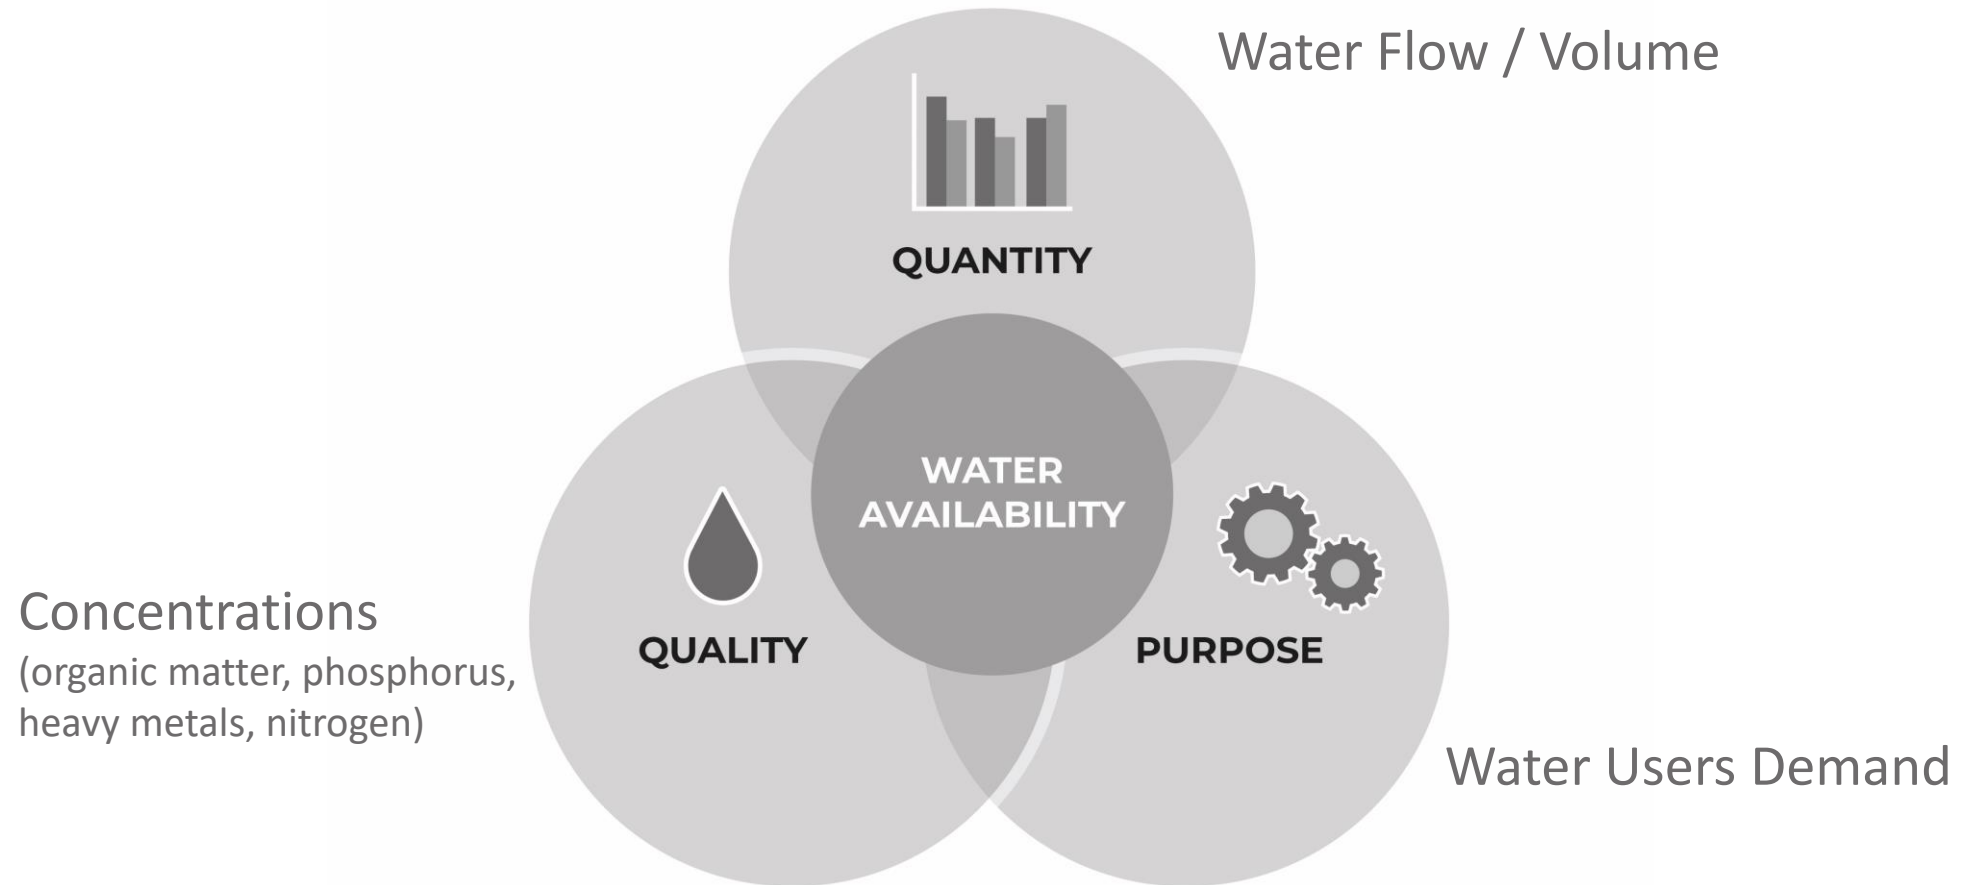 Water Flow / Volume
QUANTITY
WATER
AVAILABILITY
Concentrations
(organic matter, phosphorus,
heavy metals, nitrogen)
QUALITY
PURPOSE
Water Users Demand